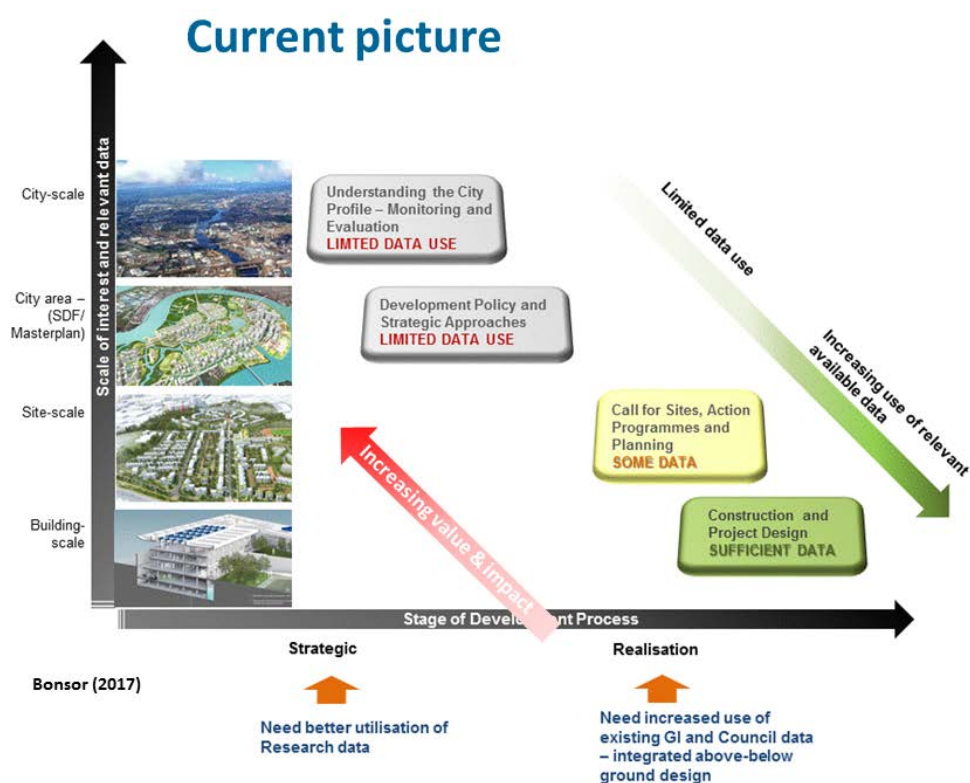 Current picture
Scale of interest and relevant data
City-scale
City area –
(SDF/
Masterplan)
Site-scale
Building-
scale
Understanding the City
Profile – Monitoring and
Evaluation
LIMTED DATA USE
Development Policy and
Strategic Approaches
LIMITED DATA USE
Call for Sites, Action
Programmes and
Planning
SOME DATA
Construction and
Project Design
SUFFICIENT DATA
Limited data use
Increasing use of relevant
available data
Increasing value & impact
Stage of Development Process
Strategic
Realisation
Bonsor (2017)
Need better utilisation of
Research data
Need increased use of
existing GI and Council data
– integrated above-below
ground design